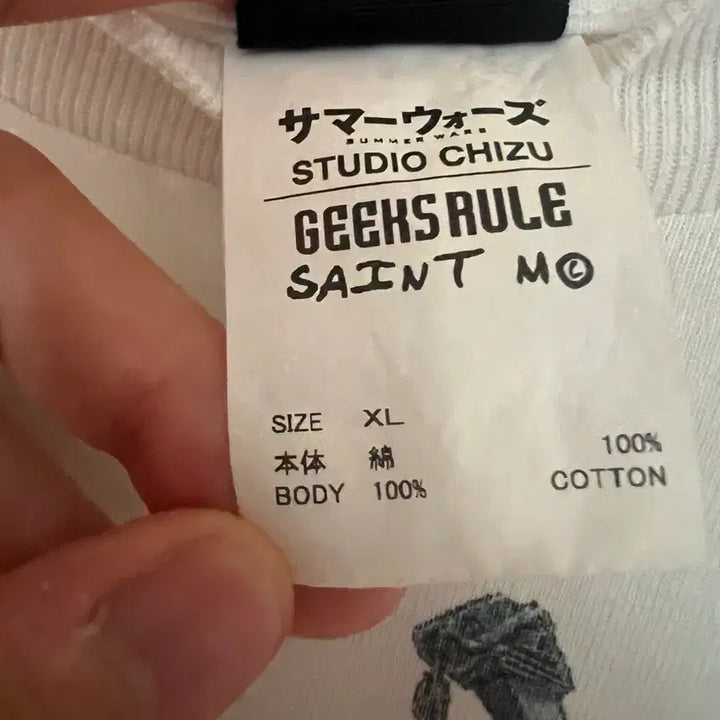 サマーウォーズ
SUMMER WARS
STUDIO CHIZU
GEEKS RULE
SAINT M©
SIZE XL
本体 綿
BODY 100%
100%
COTTON